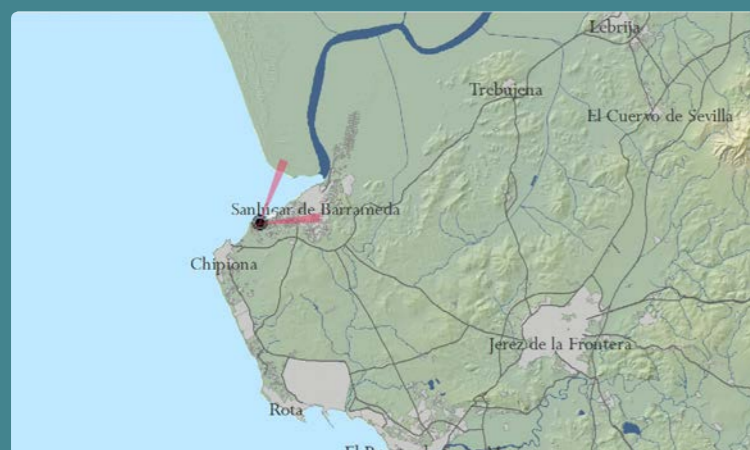 Lebrija
Trebujena
El Cuervo de Sevilla
Sanlúcar de Barrameda
Chipiona
Jerez de la Frontera
Rota